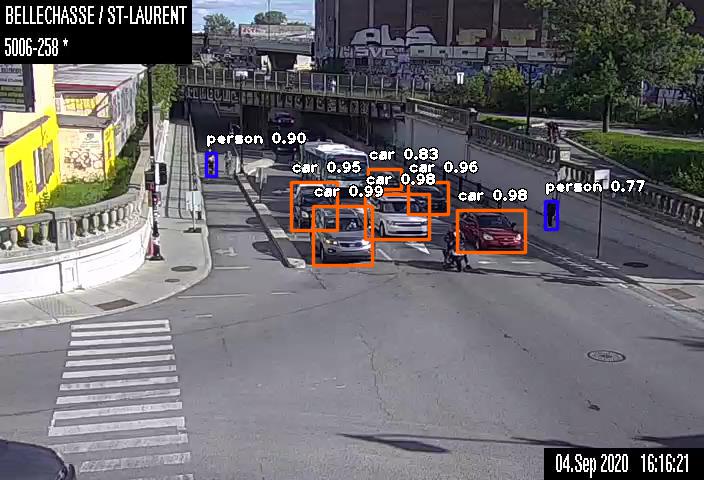 BELLECHASSE / ST-LAURENT
5006-258 *
person 0.90
car 0.83
car 0.95
car 0.96
car 0.98
car 0.99
car 0.98
person 0.77
04.Sep 2020 16:16:21